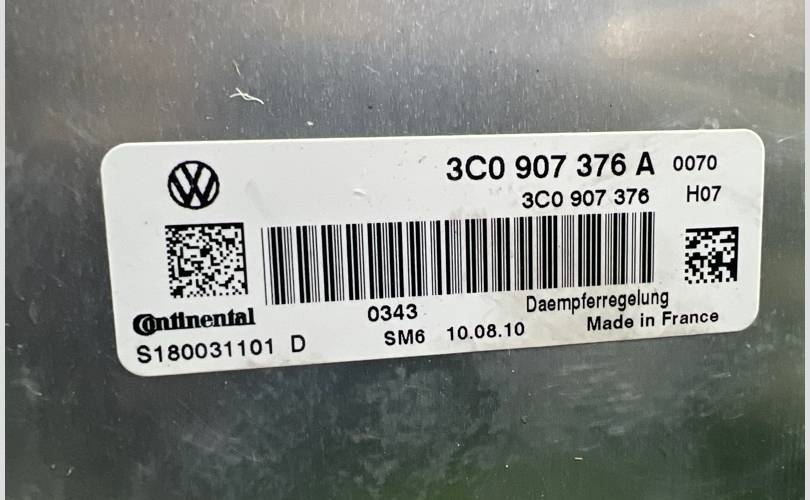 3C0 907 376 A 0070
3C0 907 376 H07
Continental
0343
Daempferregelung
S180031101 D
SM6 10.08.10
Made in France